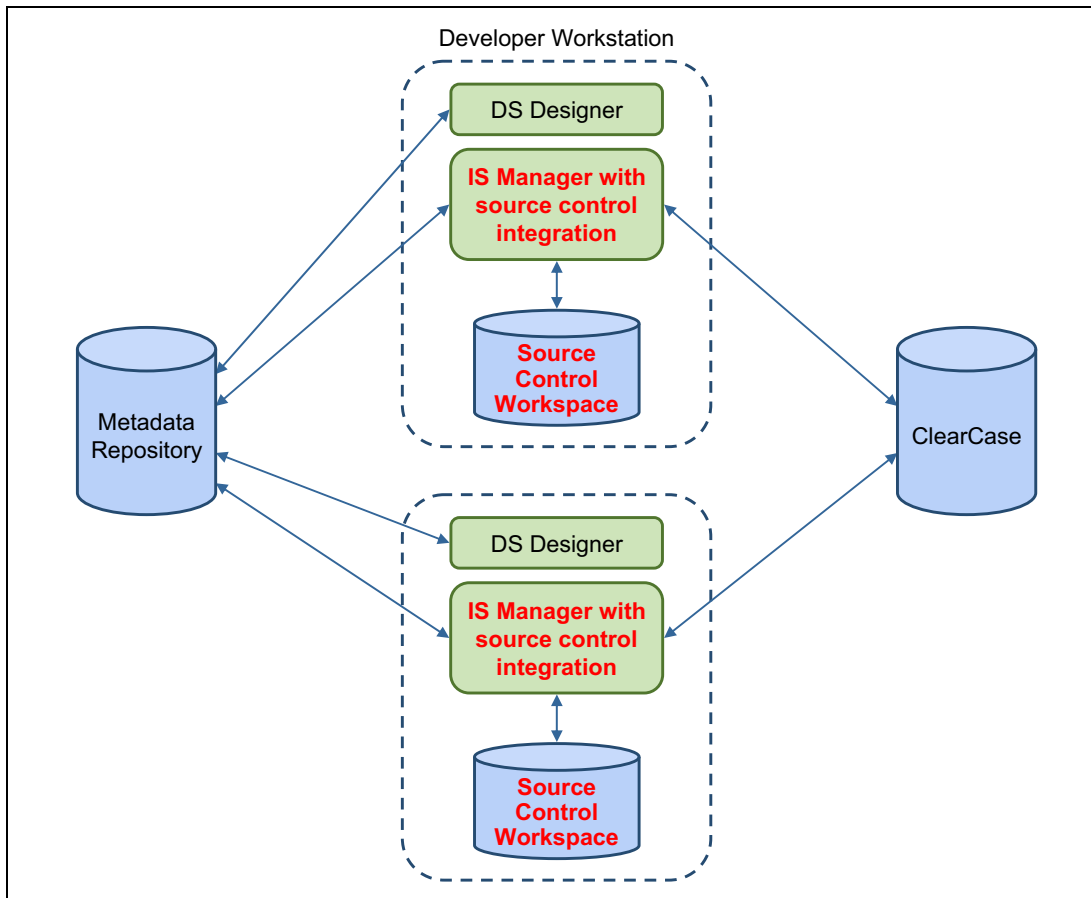 Developer Workstation
DS Designer
IS Manager with
source control
integration
Source
Control
Workspace
Metadata
Repository
ClearCase
DS Designer
IS Manager with
source control
integration
Source
Control
Workspace